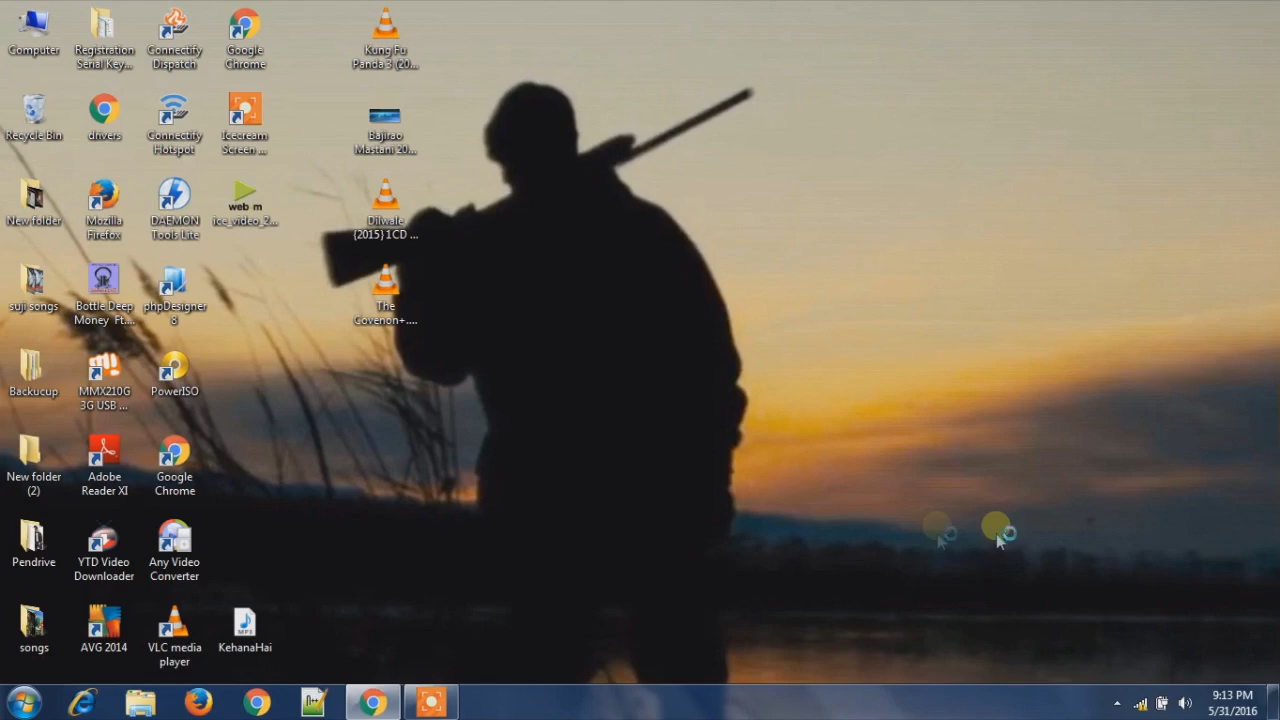 Computer
Registration
Serial Key...
Connectify
Dispatch
Google
Chrome
Kung Fu
Panda 3 (20...
Recycle Bin
drivers
Connectify
Hotspot
Icecream
Screen ...
Bajirao
Mastani 20...
New folder
Mozilla
Firefox
DAEMON
Tools Lite
web m
ice_video_2...
Dilwale
{2015} 1CD ...
suji songs
Bottle Deep
Money Ft....
phpDesigner
8
The
Covenon+....
Backucup
MMX210G
3G USB ...
PowerISO
New folder
(2)
Adobe
Reader XI
Google
Chrome
Pendrive
YTD Video
Downloader
Any Video
Converter
songs
AVG 2014
VLC media
player
MP3
KehanaHai
9:13 PM
5/31/2016